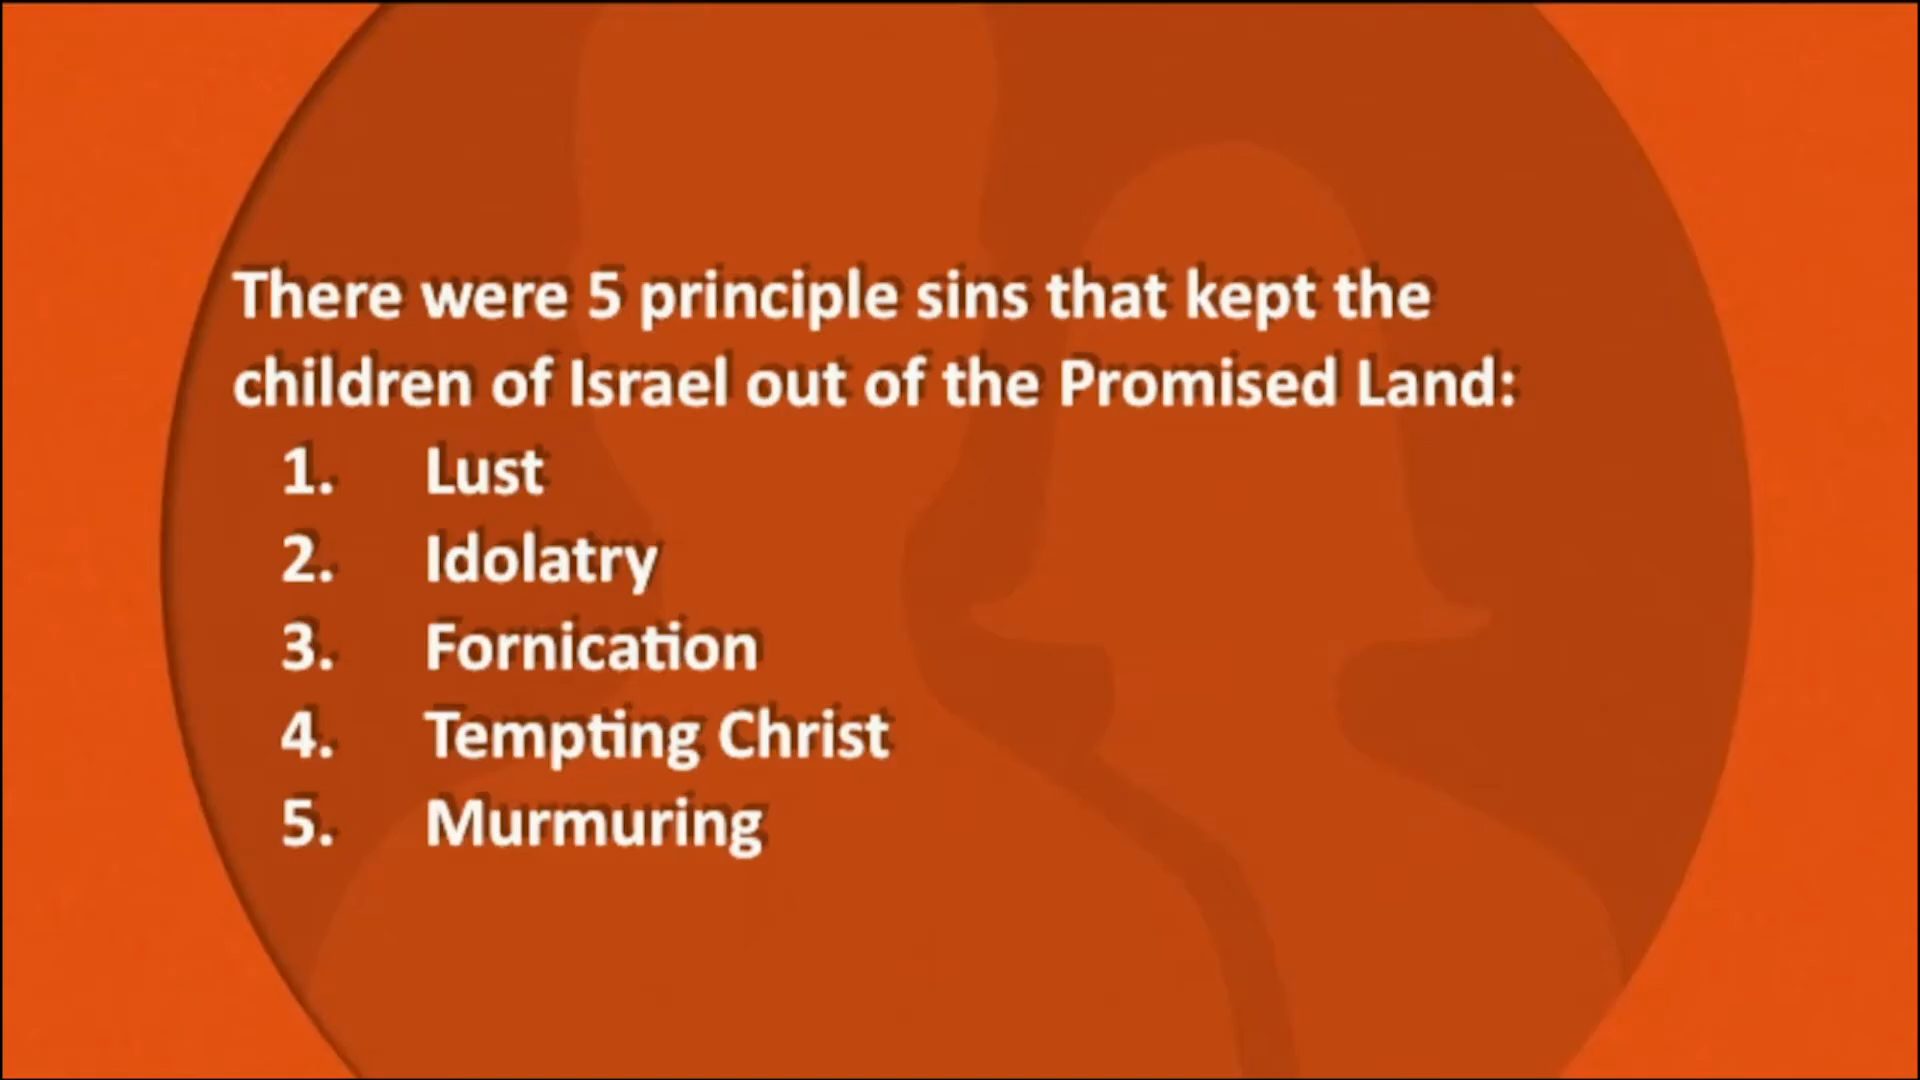 There were 5 principle sins that kept the
children of Israel out of the Promised Land:
1. Lust
2. Idolatry
3. Fornication
4. Tempting Christ
5. Murmuring